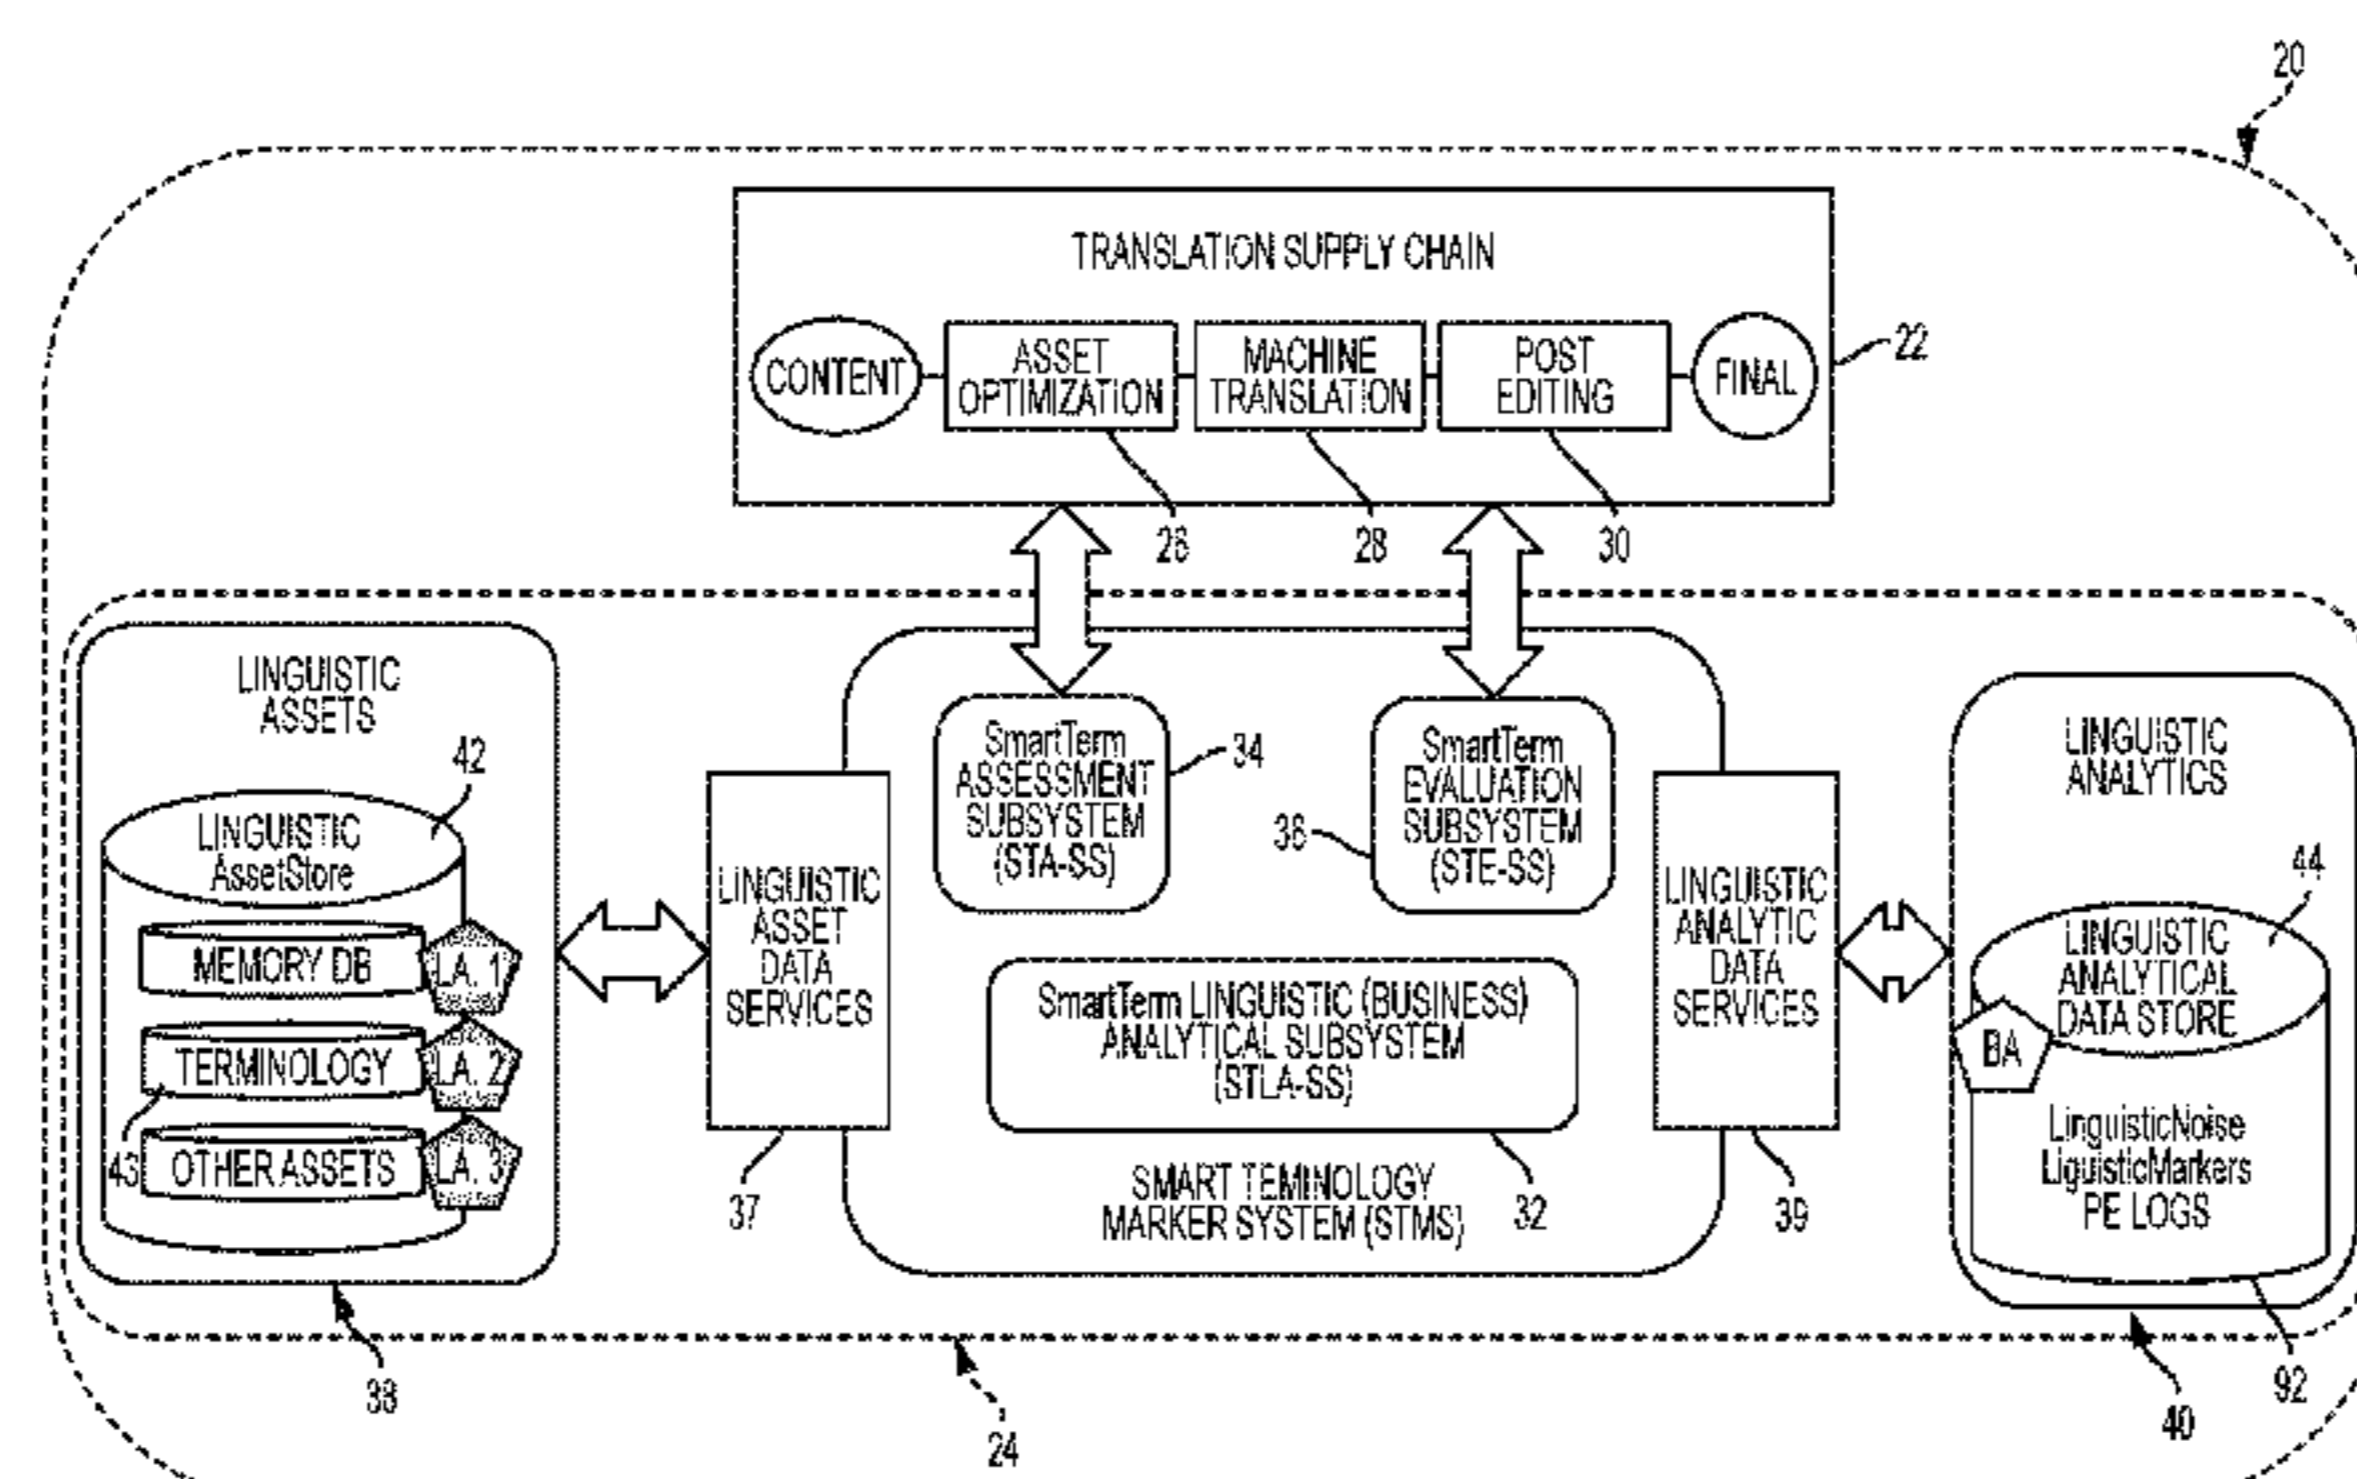 20
TRANSLATION SUPPLY CHAIN
CONTENT
ASSET
OPTIMIZATION
MACHINE
TRANSLATION
POST
EDITING
FINAL
22
26
28
30
LINGUISTIC
ASSETS
42
LINGUISTIC
AssetStore
MEMORY DB
LA. 1
TERMINOLOGY
LA. 2
43
OTHER ASSETS
LA. 3
38
LINGUISTIC
ASSET
DATA
SERVICES
37
SmartTerm
ASSESSMENT
SUBSYSTEM
(STA-SS)
34
SmartTerm
EVALUATION
SUBSYSTEM
(STE-SS)
36
SmartTerm LINGUISTIC (BUSINESS)
ANALYTICAL SUBSYSTEM
(STLA-SS)
32
SMART TEMINOLOGY
MARKER SYSTEM (STMS)
LINGUISTIC
ANALYTIC
DATA
SERVICES
39
LINGUISTIC
ANALYTICS
44
LINGUISTIC
ANALYTICAL
DATA STORE
BA
LinguisticNoise
LiguisticMarkers
PE LOGS
92
40
24